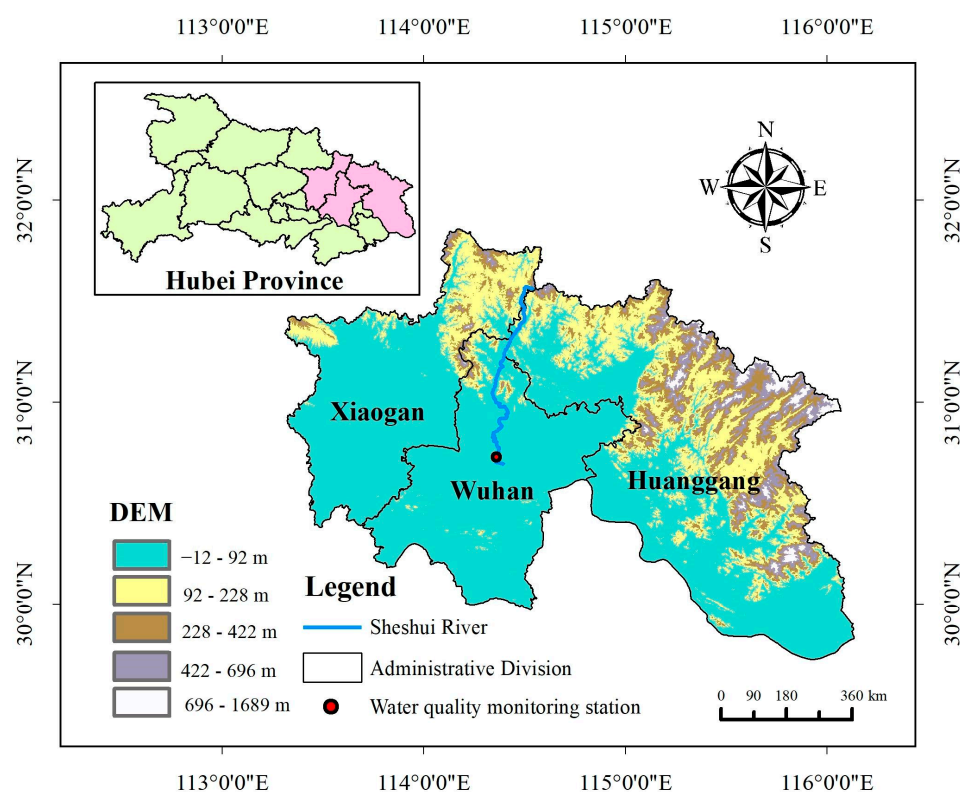 113°0'0"E 114°0'0"E 115°0'0"E 116°0'0"E
32°0'0"N
32°0'0"N
N
W E
S
Hubei Province
31°0'0"N
31°0'0"N
Xiaogan
Wuhan
Huanggang
DEM
−12 - 92 m
92 - 228 m
228 - 422 m
422 - 696 m
696 - 1689 m
Legend
Sheshui River
Administrative Division
Water quality monitoring station
30°0'0"N
30°0'0"N
0 90 180 360 km
113°0'0"E 114°0'0"E 115°0'0"E 116°0'0"E